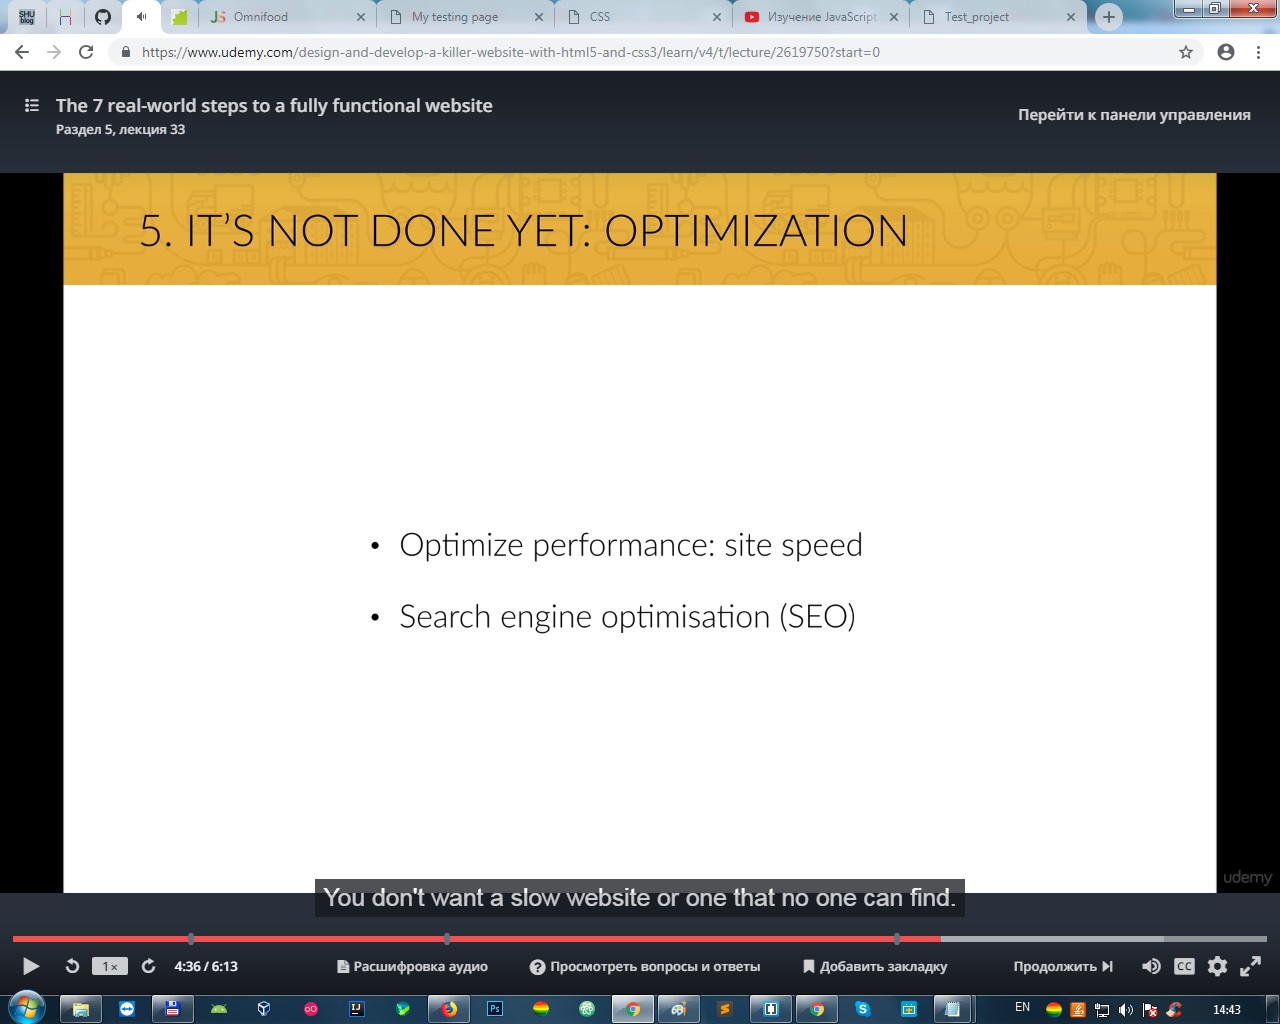 SHU
blog
Omnifood
My testing page
CSS
Изучение JavaScript
Test_project
https://www.udemy.com/design-and-develop-a-killer-website-with-html5-and-css3/learn/v4/t/lecture/2619750?start=0
The 7 real-world steps to a fully functional website
Раздел 5, лекция 33
Перейти к панели управления
5. IT’S NOT DONE YET: OPTIMIZATION
• Optimize performance: site speed
• Search engine optimisation (SEO)
udemy
You don't want a slow website or one that no one can find.
1×
4:36 / 6:13
Расшифровка аудио
Просмотреть вопросы и ответы
Добавить закладку
Продолжить
CC
EN
14:43